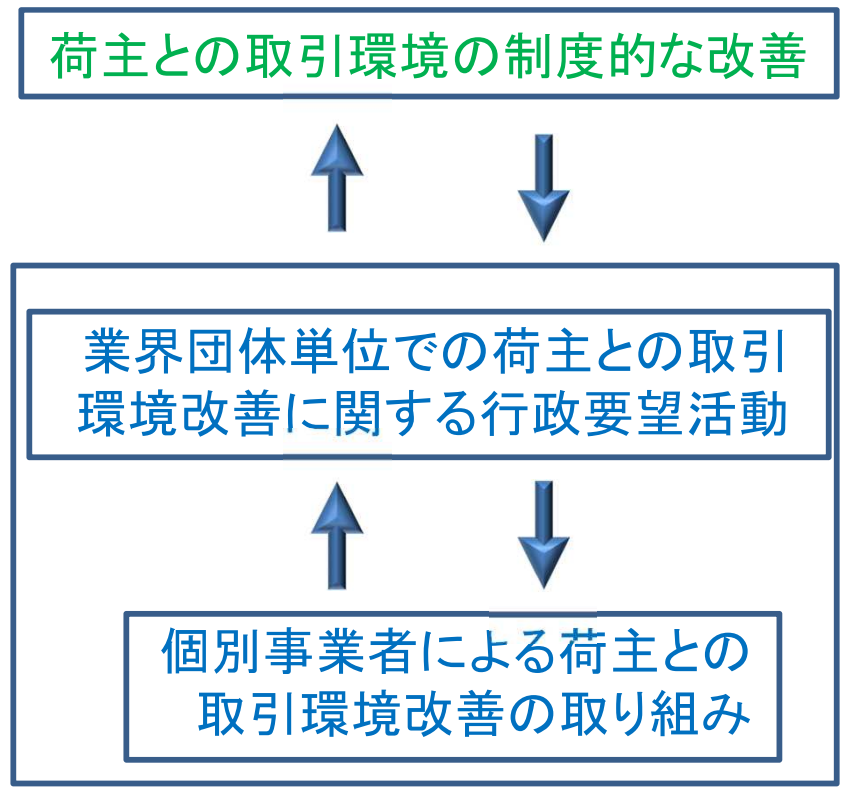 荷主との取引環境の制度的な改善
業界団体単位での荷主との取引
環境改善に関する行政要望活動
個別事業者による荷主との
取引環境改善の取り組み